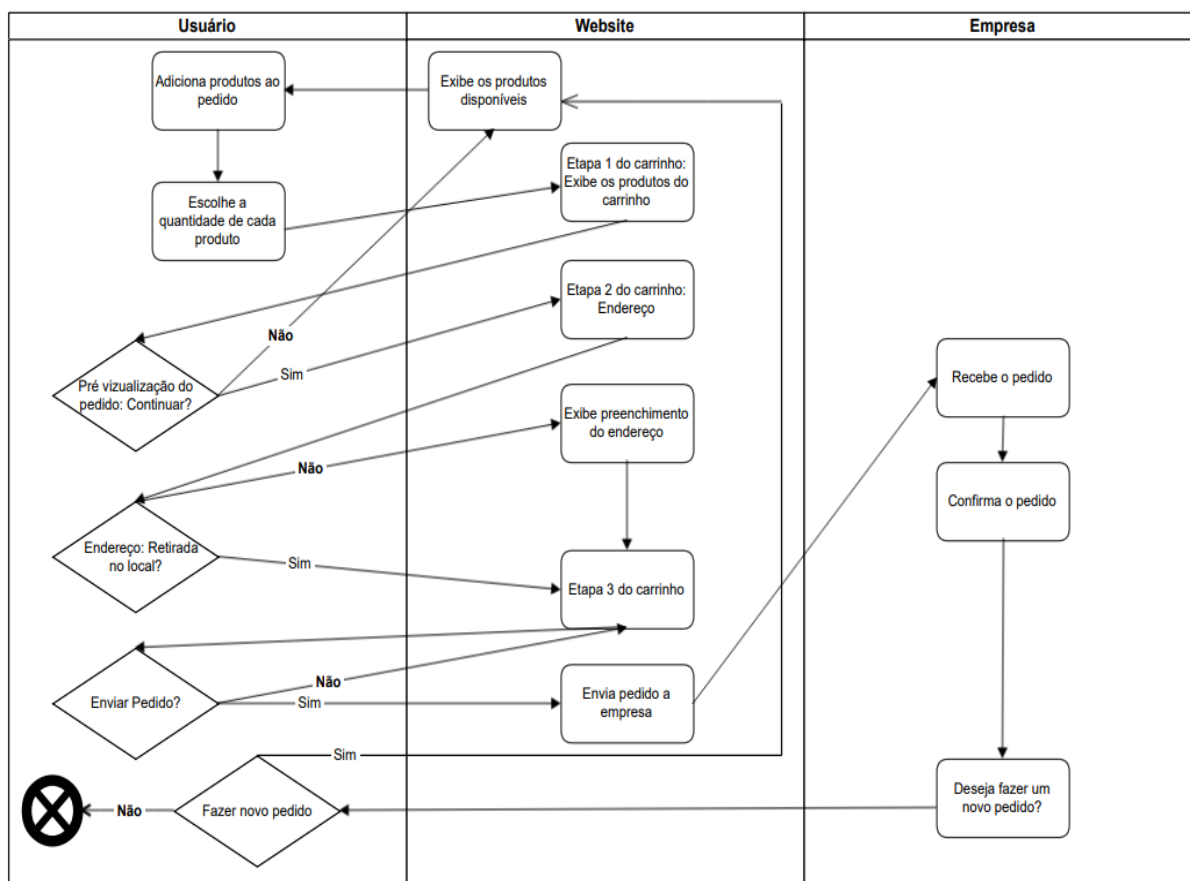 Usuário
Website
Empresa
Adiciona produtos ao
pedido
Exibe os produtos
disponíveis
Escolhe a
quantidade de cada
produto
Etapa 1 do carrinho:
Exibe os produtos do
carrinho
Etapa 2 do carrinho:
Endereço
Não
Sim
Pré vizualização do
pedido: Continuar?
Recebe o pedido
Exibe preenchimento
do endereço
Não
Confirma o pedido
Endereço: Retirada
no local?
Sim
Etapa 3 do carrinho
Não
Enviar Pedido?
Sim
Envia pedido a
empresa
Sim
Não
Fazer novo pedido
Deseja fazer um
novo pedido?